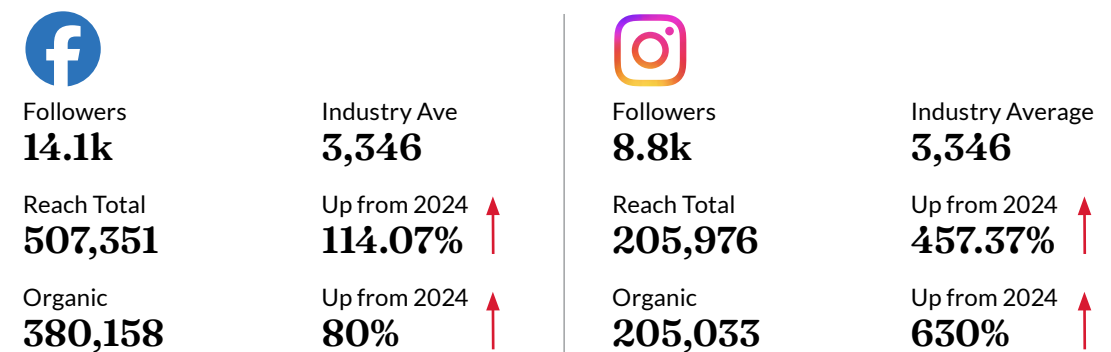 Followers
14.1k
Industry Ave
3,346
Reach Total
507,351
Up from 2024
114.07%
Organic
380,158
Up from 2024
80%
Followers
8.8k
Industry Average
3,346
Reach Total
205,976
Up from 2024
457.37%
Organic
205,033
Up from 2024
630%